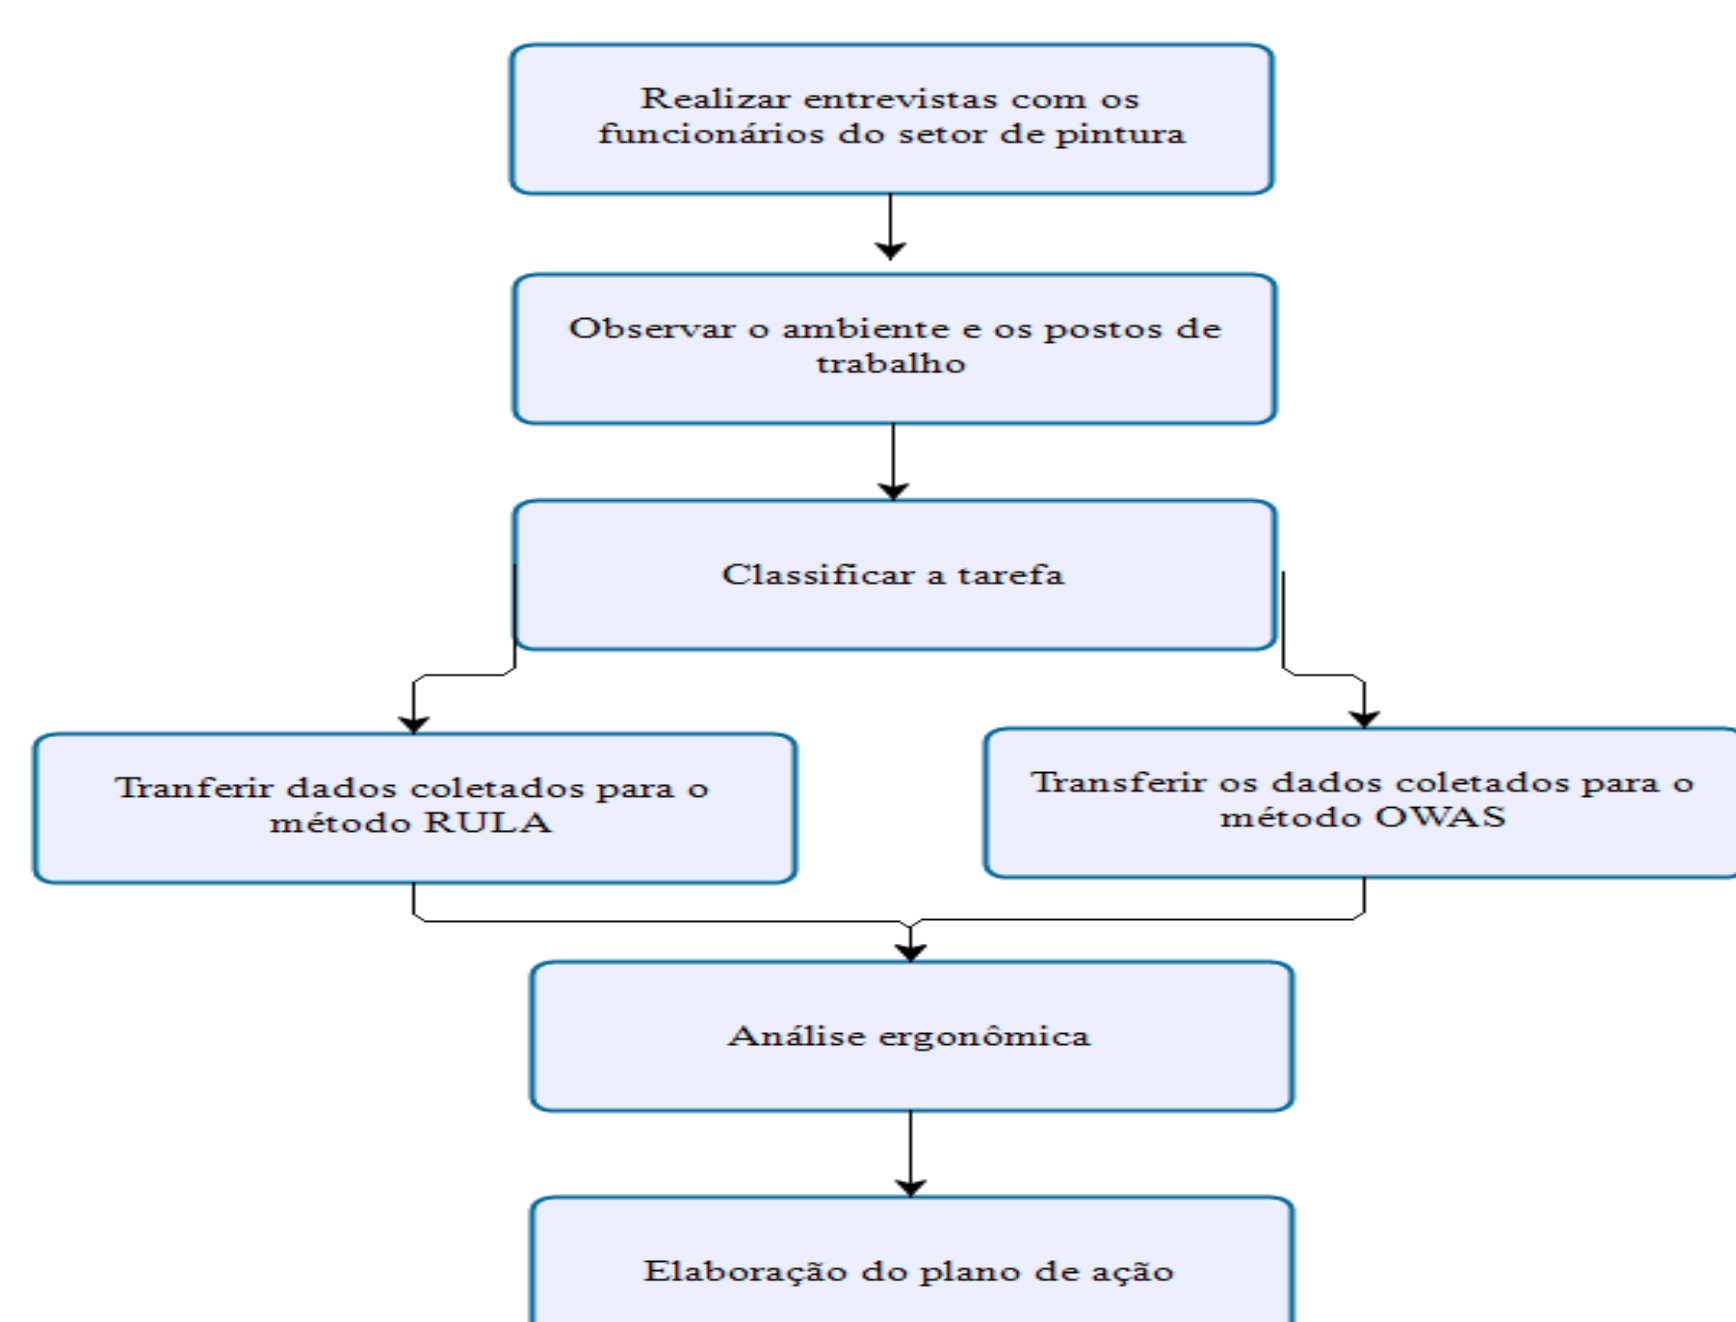 Realizar entrevistas com os
funcionários do setor de pintura
Observar o ambiente e os postos de
trabalho
Classificar a tarefa
Tranferir dados coletados para o
método RULA
Transferir os dados coletados para o
método OWAS
Análise ergonômica
Elaboração do plano de ação